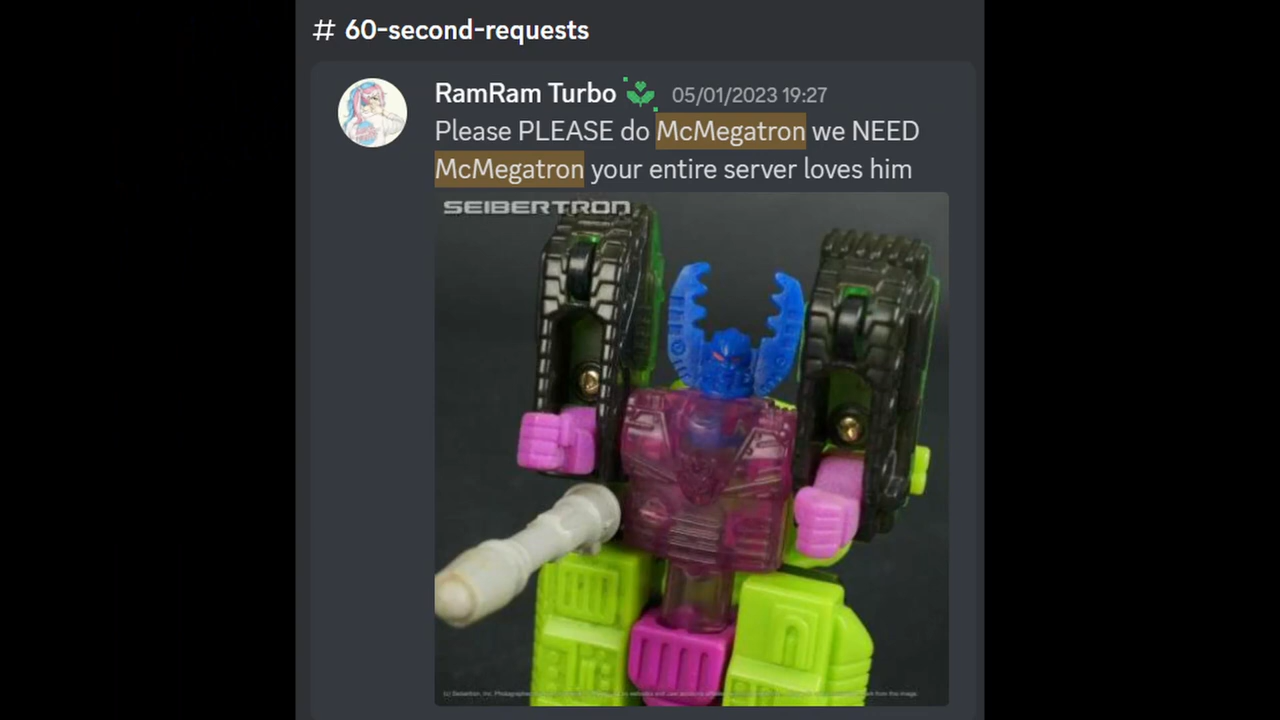 # 60-second-requests
RamRam Turbo 05/01/2023 19:27
Please PLEASE do McMegatron we NEED
McMegatron your entire server loves him
SEIBERTRON